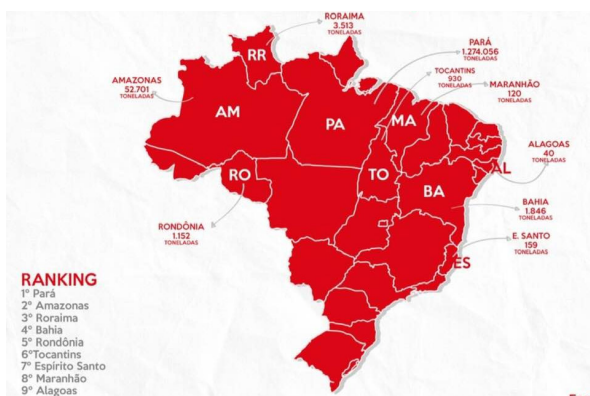 RORAIMA
3.513
TONELADAS
PARÁ
1.274.056
TONELADAS
TOCANTINS
930
TONELADAS
MARANHÃO
120
TONELADAS
AMAZONAS
52.701
TONELADAS
ALAGOAS
40
TONELADAS
BAHIA
1.846
TONELADAS
E. SANTO
159
TONELADAS
RONDÔNIA
1.152
TONELADAS
RR
AM
PA
MA
RO
TO
AL
BA
ES
RANKING
1º Pará
2º Amazonas
3º Roraima
4º Bahia
5º Rondônia
6ºTocantins
7º Espírito Santo
8º Maranhão
9º Alagoas